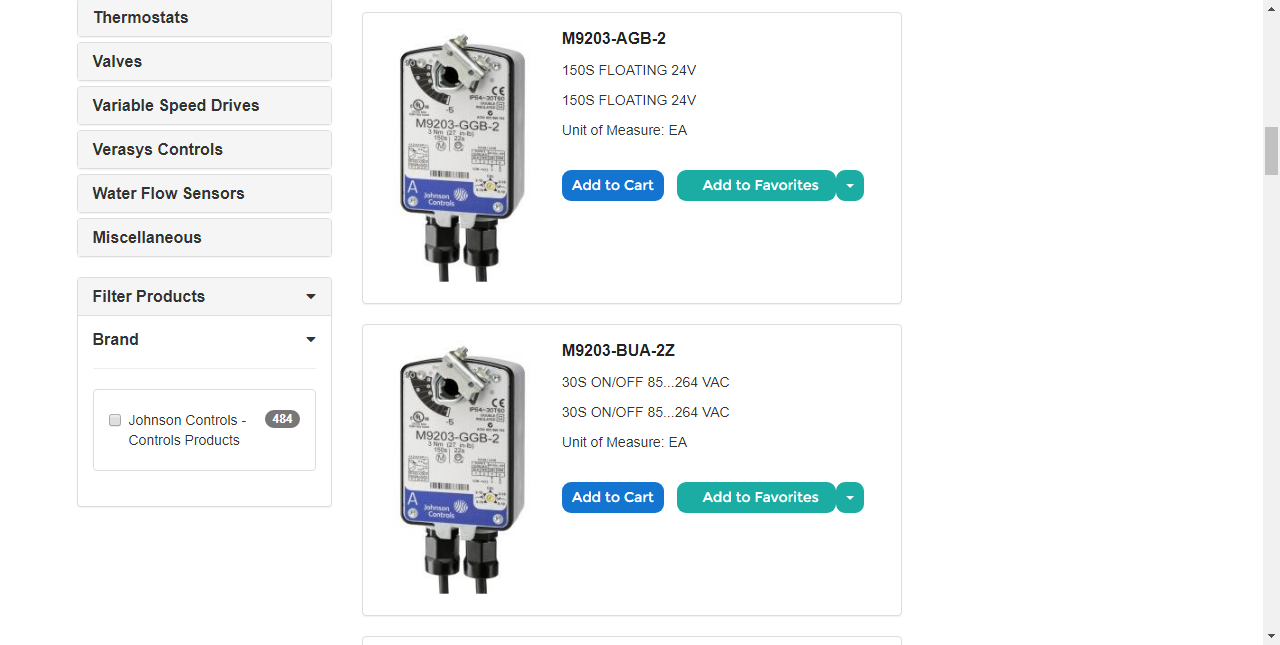 Thermostats
Valves
Variable Speed Drives
Verasys Controls
Water Flow Sensors
Miscellaneous
Filter Products
Brand
Johnson Controls -
Controls Products
484
M9203-AGB-2
150S FLOATING 24V
150S FLOATING 24V
Unit of Measure: EA
Add to Cart
Add to Favorites
IP54-30T60
-5
M9203-GGB-2
3 Nm (27 in-lb)
150s
22s
A
Johnson
Controls
M9203-BUA-2Z
30S ON/OFF 85...264 VAC
30S ON/OFF 85...264 VAC
Unit of Measure: EA
Add to Cart
Add to Favorites
IP54-30T60
-5
M9203-GGB-2
3 Nm (27 in-lb)
150s
22s
A
Johnson
Controls